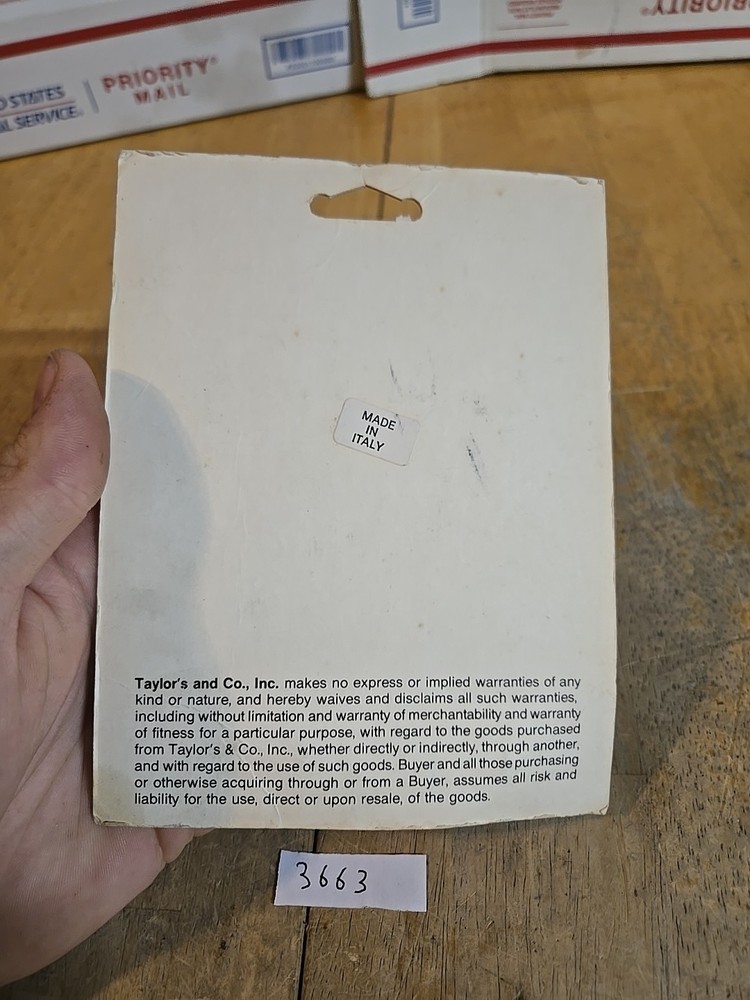 D STATES
AL SERVICE®
PRIORITY®
MAIL
PRIORITY®
MADE
IN
ITALY
Taylor's and Co., Inc. makes no express or implied warranties of any
kind or nature, and hereby waives and disclaims all such warranties,
including without limitation and warranty of merchantability and warranty
of fitness for a particular purpose, with regard to the goods purchased
from Taylor's & Co., Inc., whether directly or indirectly, through another,
and with regard to the use of such goods. Buyer and all those purchasing
or otherwise acquiring through or from a Buyer, assumes all risk and
liability for the use, direct or upon resale, of the goods.
3663